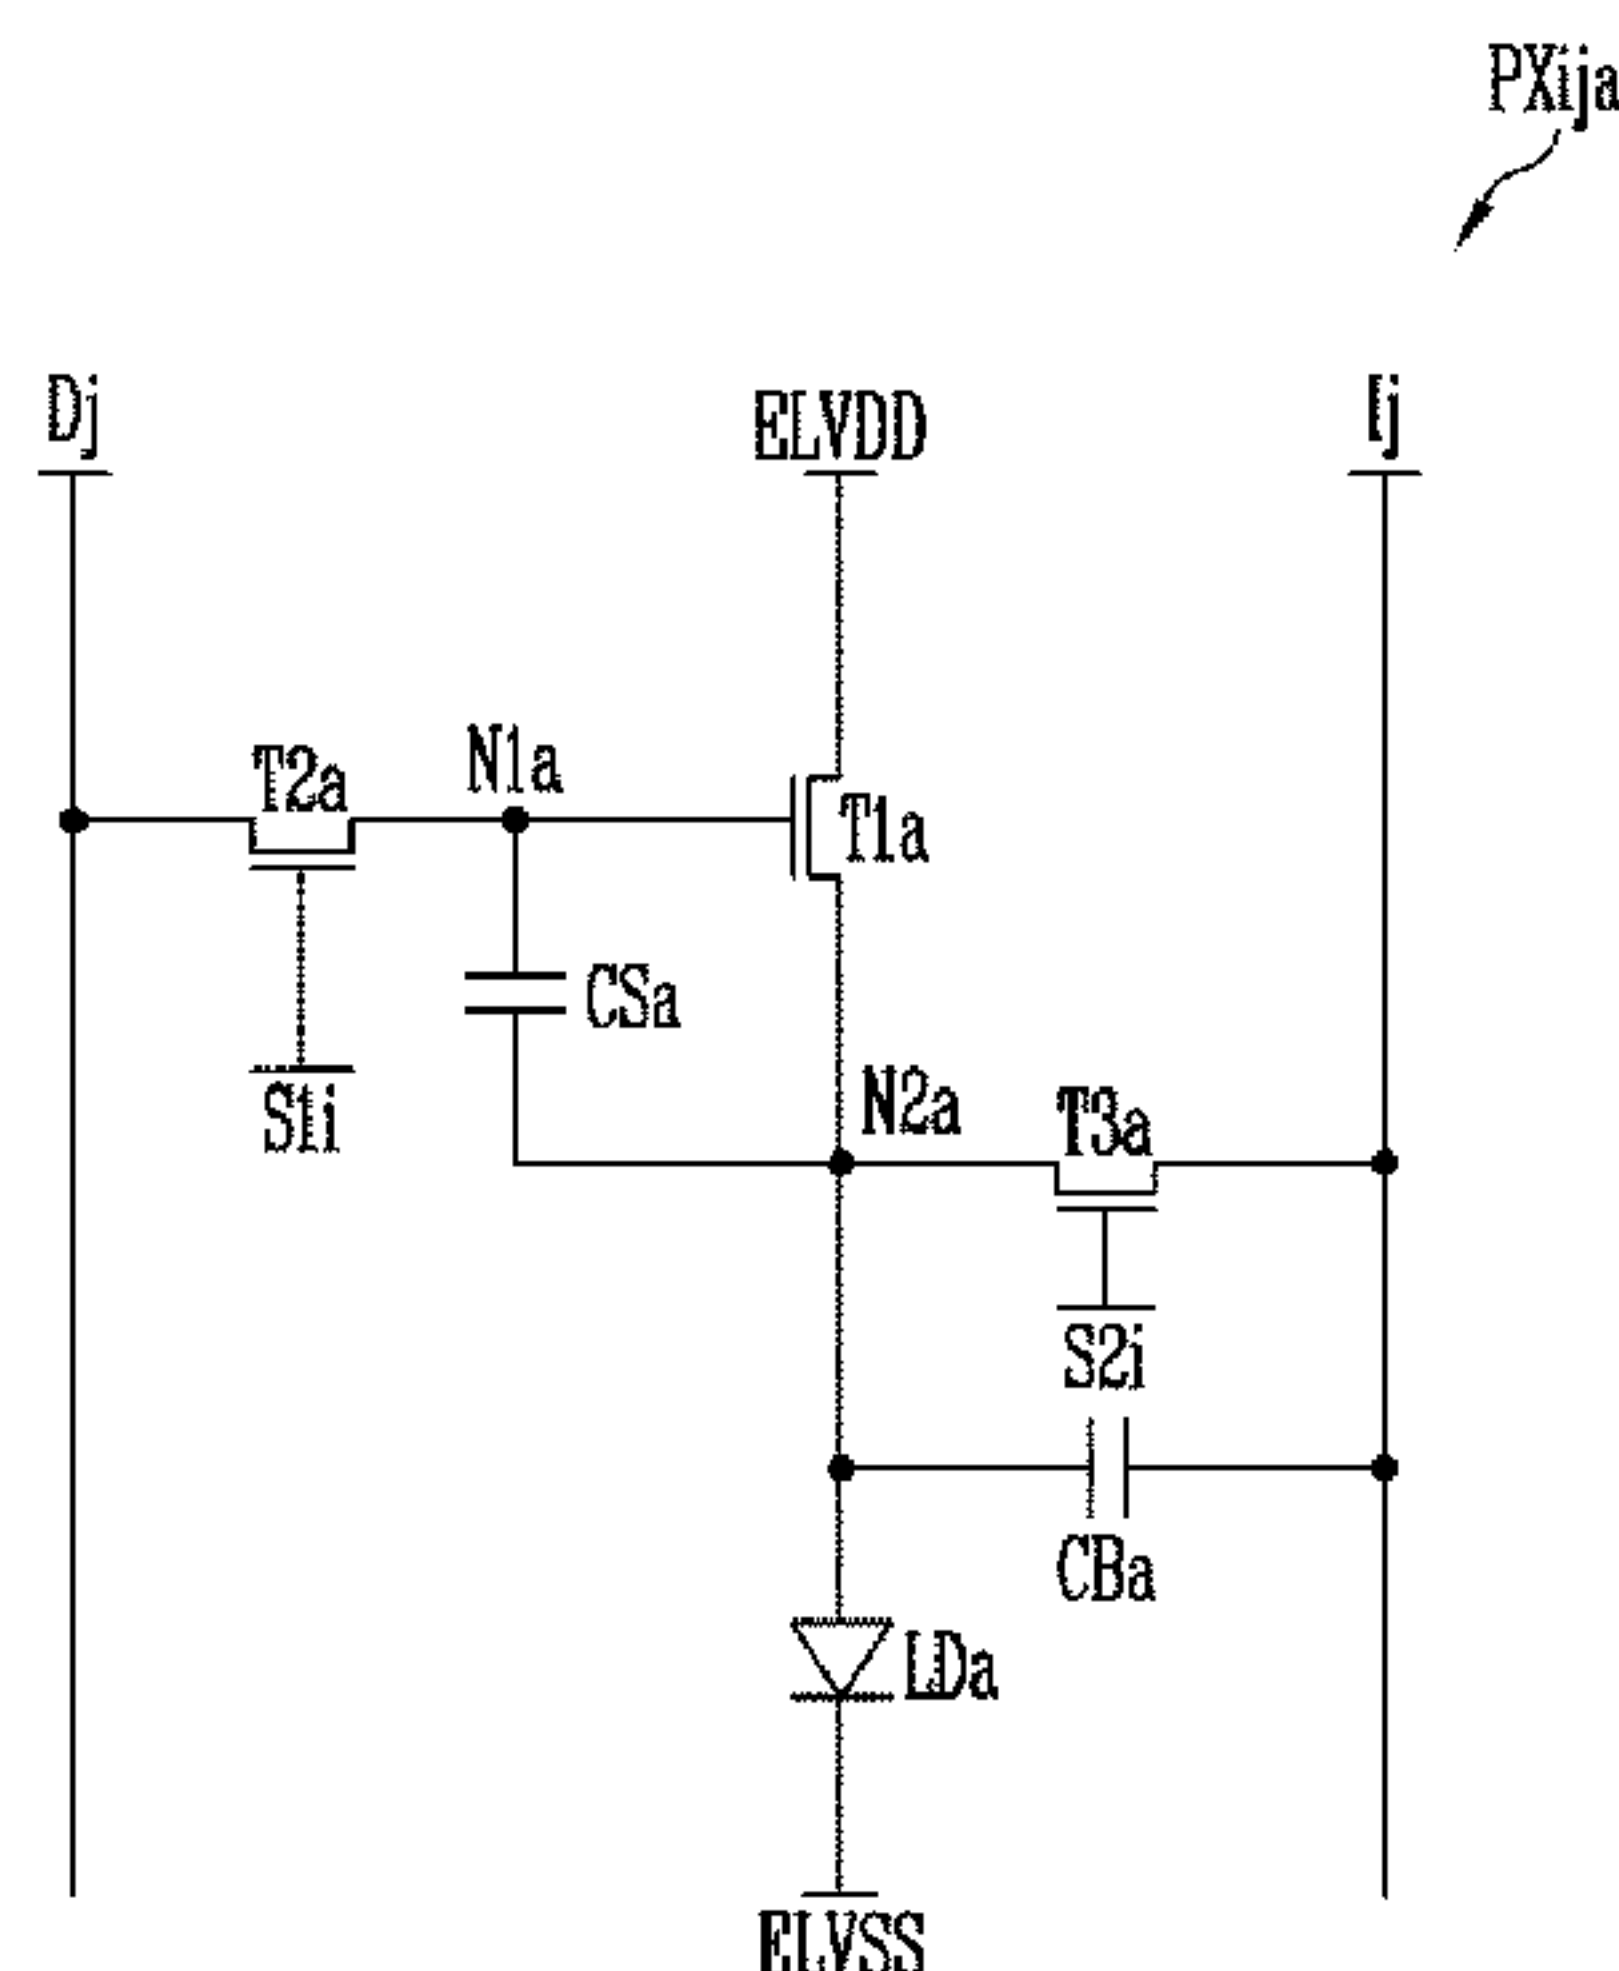 PXija
Dj
ELVDD
Ij
T2a
N1a
T1a
CSa
S1i
N2a
T3a
S2i
CBa
LDa
ELVSS